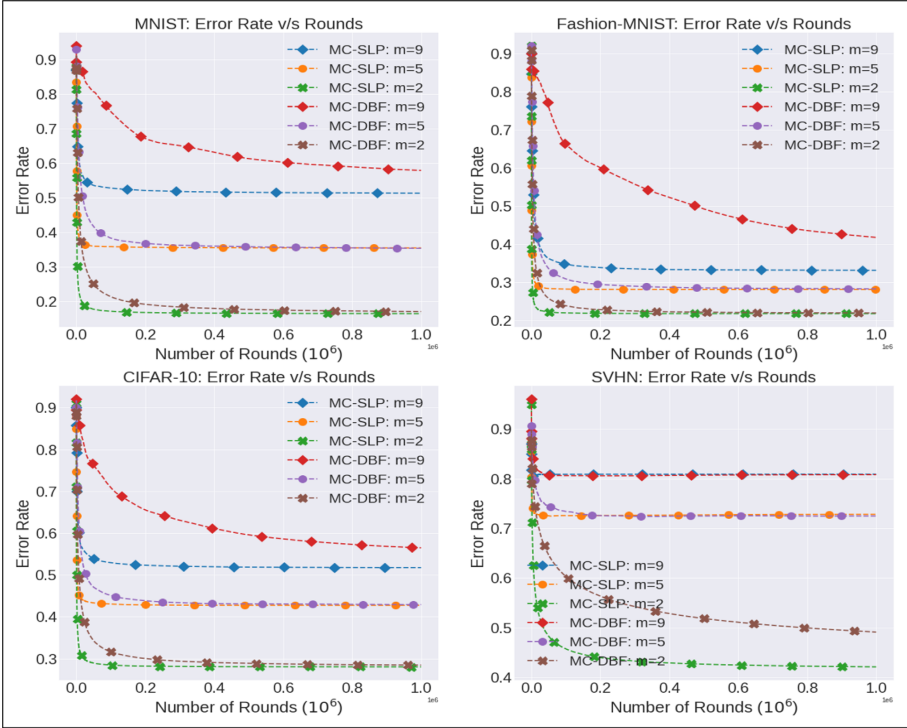 MNIST: Error Rate v/s Rounds
Error Rate
0.9
0.8
0.7
0.6
0.5
0.4
0.3
0.2
MC-SLP: m=9
MC-SLP: m=5
MC-SLP: m=2
MC-DBF: m=9
MC-DBF: m=5
MC-DBF: m=2
0.0 0.2 0.4 0.6 0.8 1.0
1e6
Number of Rounds (10⁶)
Fashion-MNIST: Error Rate v/s Rounds
Error Rate
0.9
0.8
0.7
0.6
0.5
0.4
0.3
0.2
MC-SLP: m=9
MC-SLP: m=5
MC-SLP: m=2
MC-DBF: m=9
MC-DBF: m=5
MC-DBF: m=2
0.0 0.2 0.4 0.6 0.8 1.0
1e6
Number of Rounds (10⁶)
CIFAR-10: Error Rate v/s Rounds
Error Rate
0.9
0.8
0.7
0.6
0.5
0.4
0.3
MC-SLP: m=9
MC-SLP: m=5
MC-SLP: m=2
MC-DBF: m=9
MC-DBF: m=5
MC-DBF: m=2
0.0 0.2 0.4 0.6 0.8 1.0
1e6
Number of Rounds (10⁶)
SVHN: Error Rate v/s Rounds
Error Rate
0.9
0.8
0.7
0.6
0.5
0.4
MC-SLP: m=9
MC-SLP: m=5
MC-SLP: m=2
MC-DBF: m=9
MC-DBF: m=5
MC-DBF: m=2
0.0 0.2 0.4 0.6 0.8 1.0
1e6
Number of Rounds (10⁶)